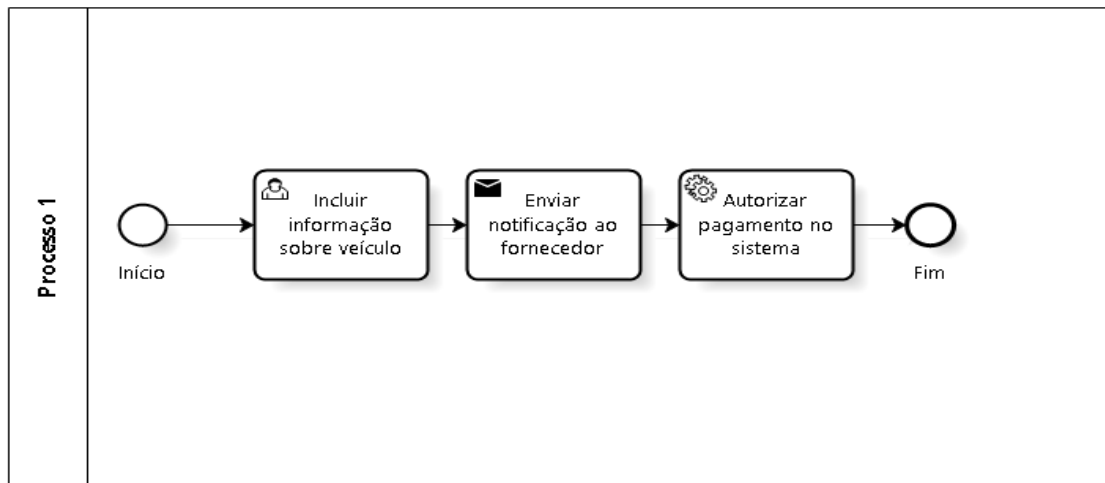 Processo 1
Início
Incluir
informação
sobre veículo
Enviar
notificação ao
fornecedor
Autorizar
pagamento no
sistema
Fim